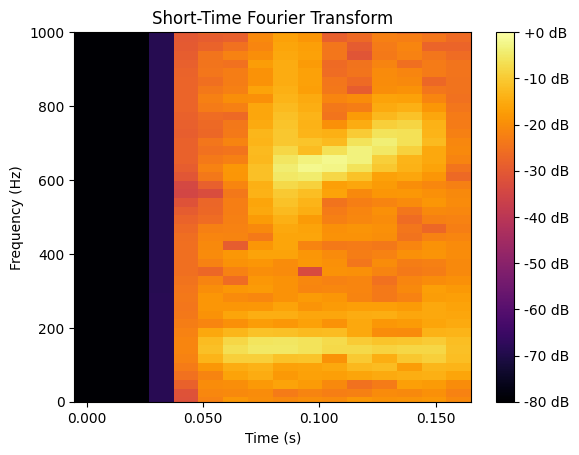 Short-Time Fourier Transform
1000
800
600
400
200
0
Frequency (Hz)
0.000
0.050
0.100
0.150
Time (s)
+0 dB
-10 dB
-20 dB
-30 dB
-40 dB
-50 dB
-60 dB
-70 dB
-80 dB